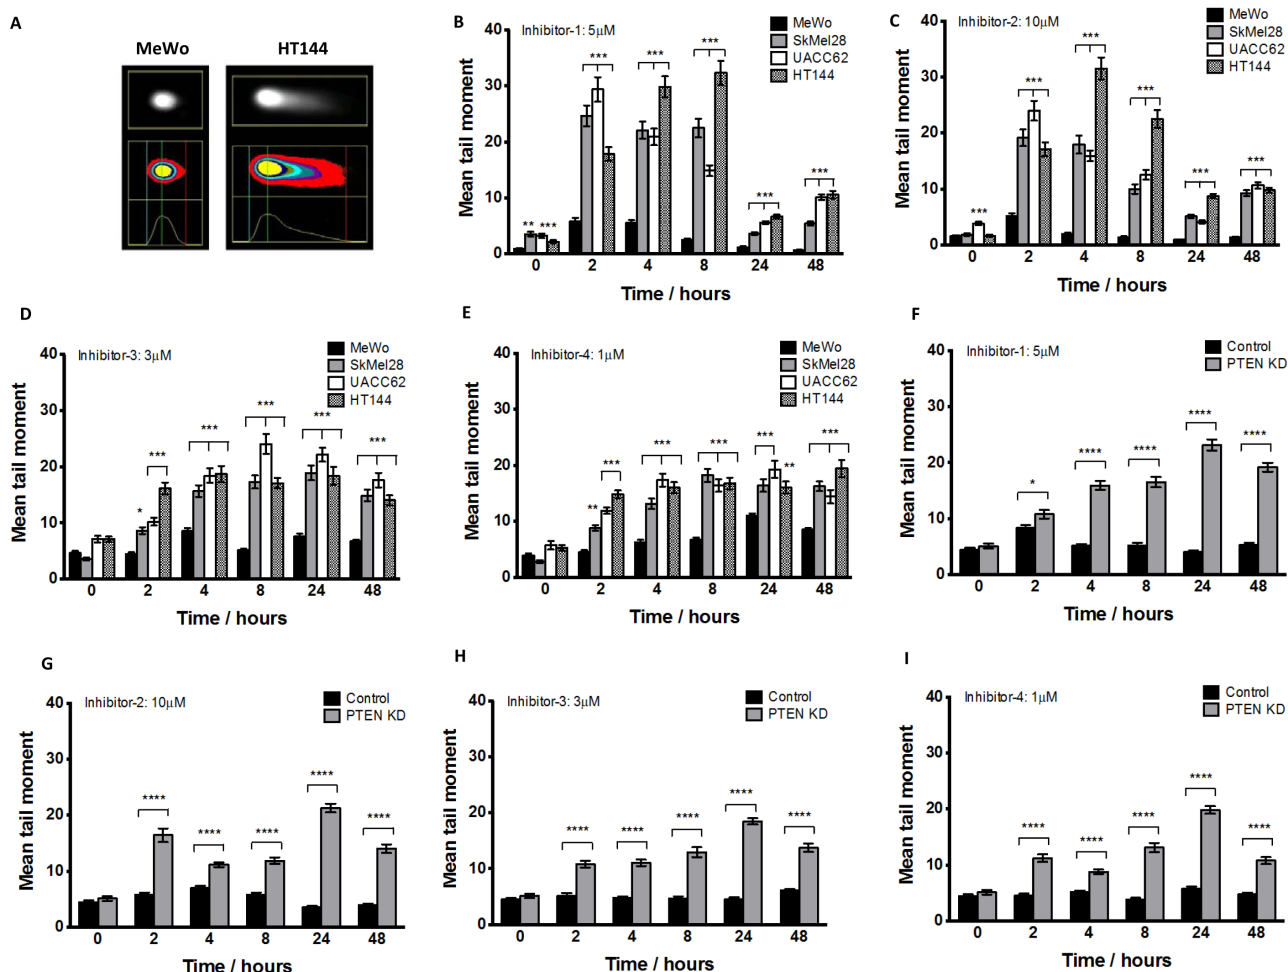 A
MeWo HT144
B
Inhibitor-1: 5μM
MeWo
SkMel28
UACC62
HT144
Mean tail moment
40
30
20
10
0
** *** *** *** *** *** ***
0 2 4 8 24 48
Time / hours
C
Inhibitor-2: 10μM
MeWo
SkMel28
UACC62
HT144
Mean tail moment
40
30
20
10
0
*** *** *** *** *** ***
0 2 4 8 24 48
Time / hours
D
Inhibitor-3: 3μM
MeWo
SkMel28
UACC62
HT144
Mean tail moment
40
30
20
10
0
* *** *** *** *** ***
0 2 4 8 24 48
Time / hours
E
Inhibitor-4: 1μM
MeWo
SkMel28
UACC62
HT144
Mean tail moment
40
30
20
10
0
** *** *** *** *** ** ***
0 2 4 8 24 48
Time / hours
F
Inhibitor-1: 5μM
Control
PTEN KD
Mean tail moment
40
30
20
10
0
* **** **** **** ****
0 2 4 8 24 48
Time / hours
G
Inhibitor-2: 10μM
Control
PTEN KD
Mean tail moment
40
30
20
10
0
**** **** **** **** ****
0 2 4 8 24 48
Time / hours
H
Inhibitor-3: 3μM
Control
PTEN KD
Mean tail moment
40
30
20
10
0
**** **** **** **** ****
0 2 4 8 24 48
Time / hours
I
Inhibitor-4: 1μM
Control
PTEN KD
Mean tail moment
40
30
20
10
0
**** **** **** **** ****
0 2 4 8 24 48
Time / hours